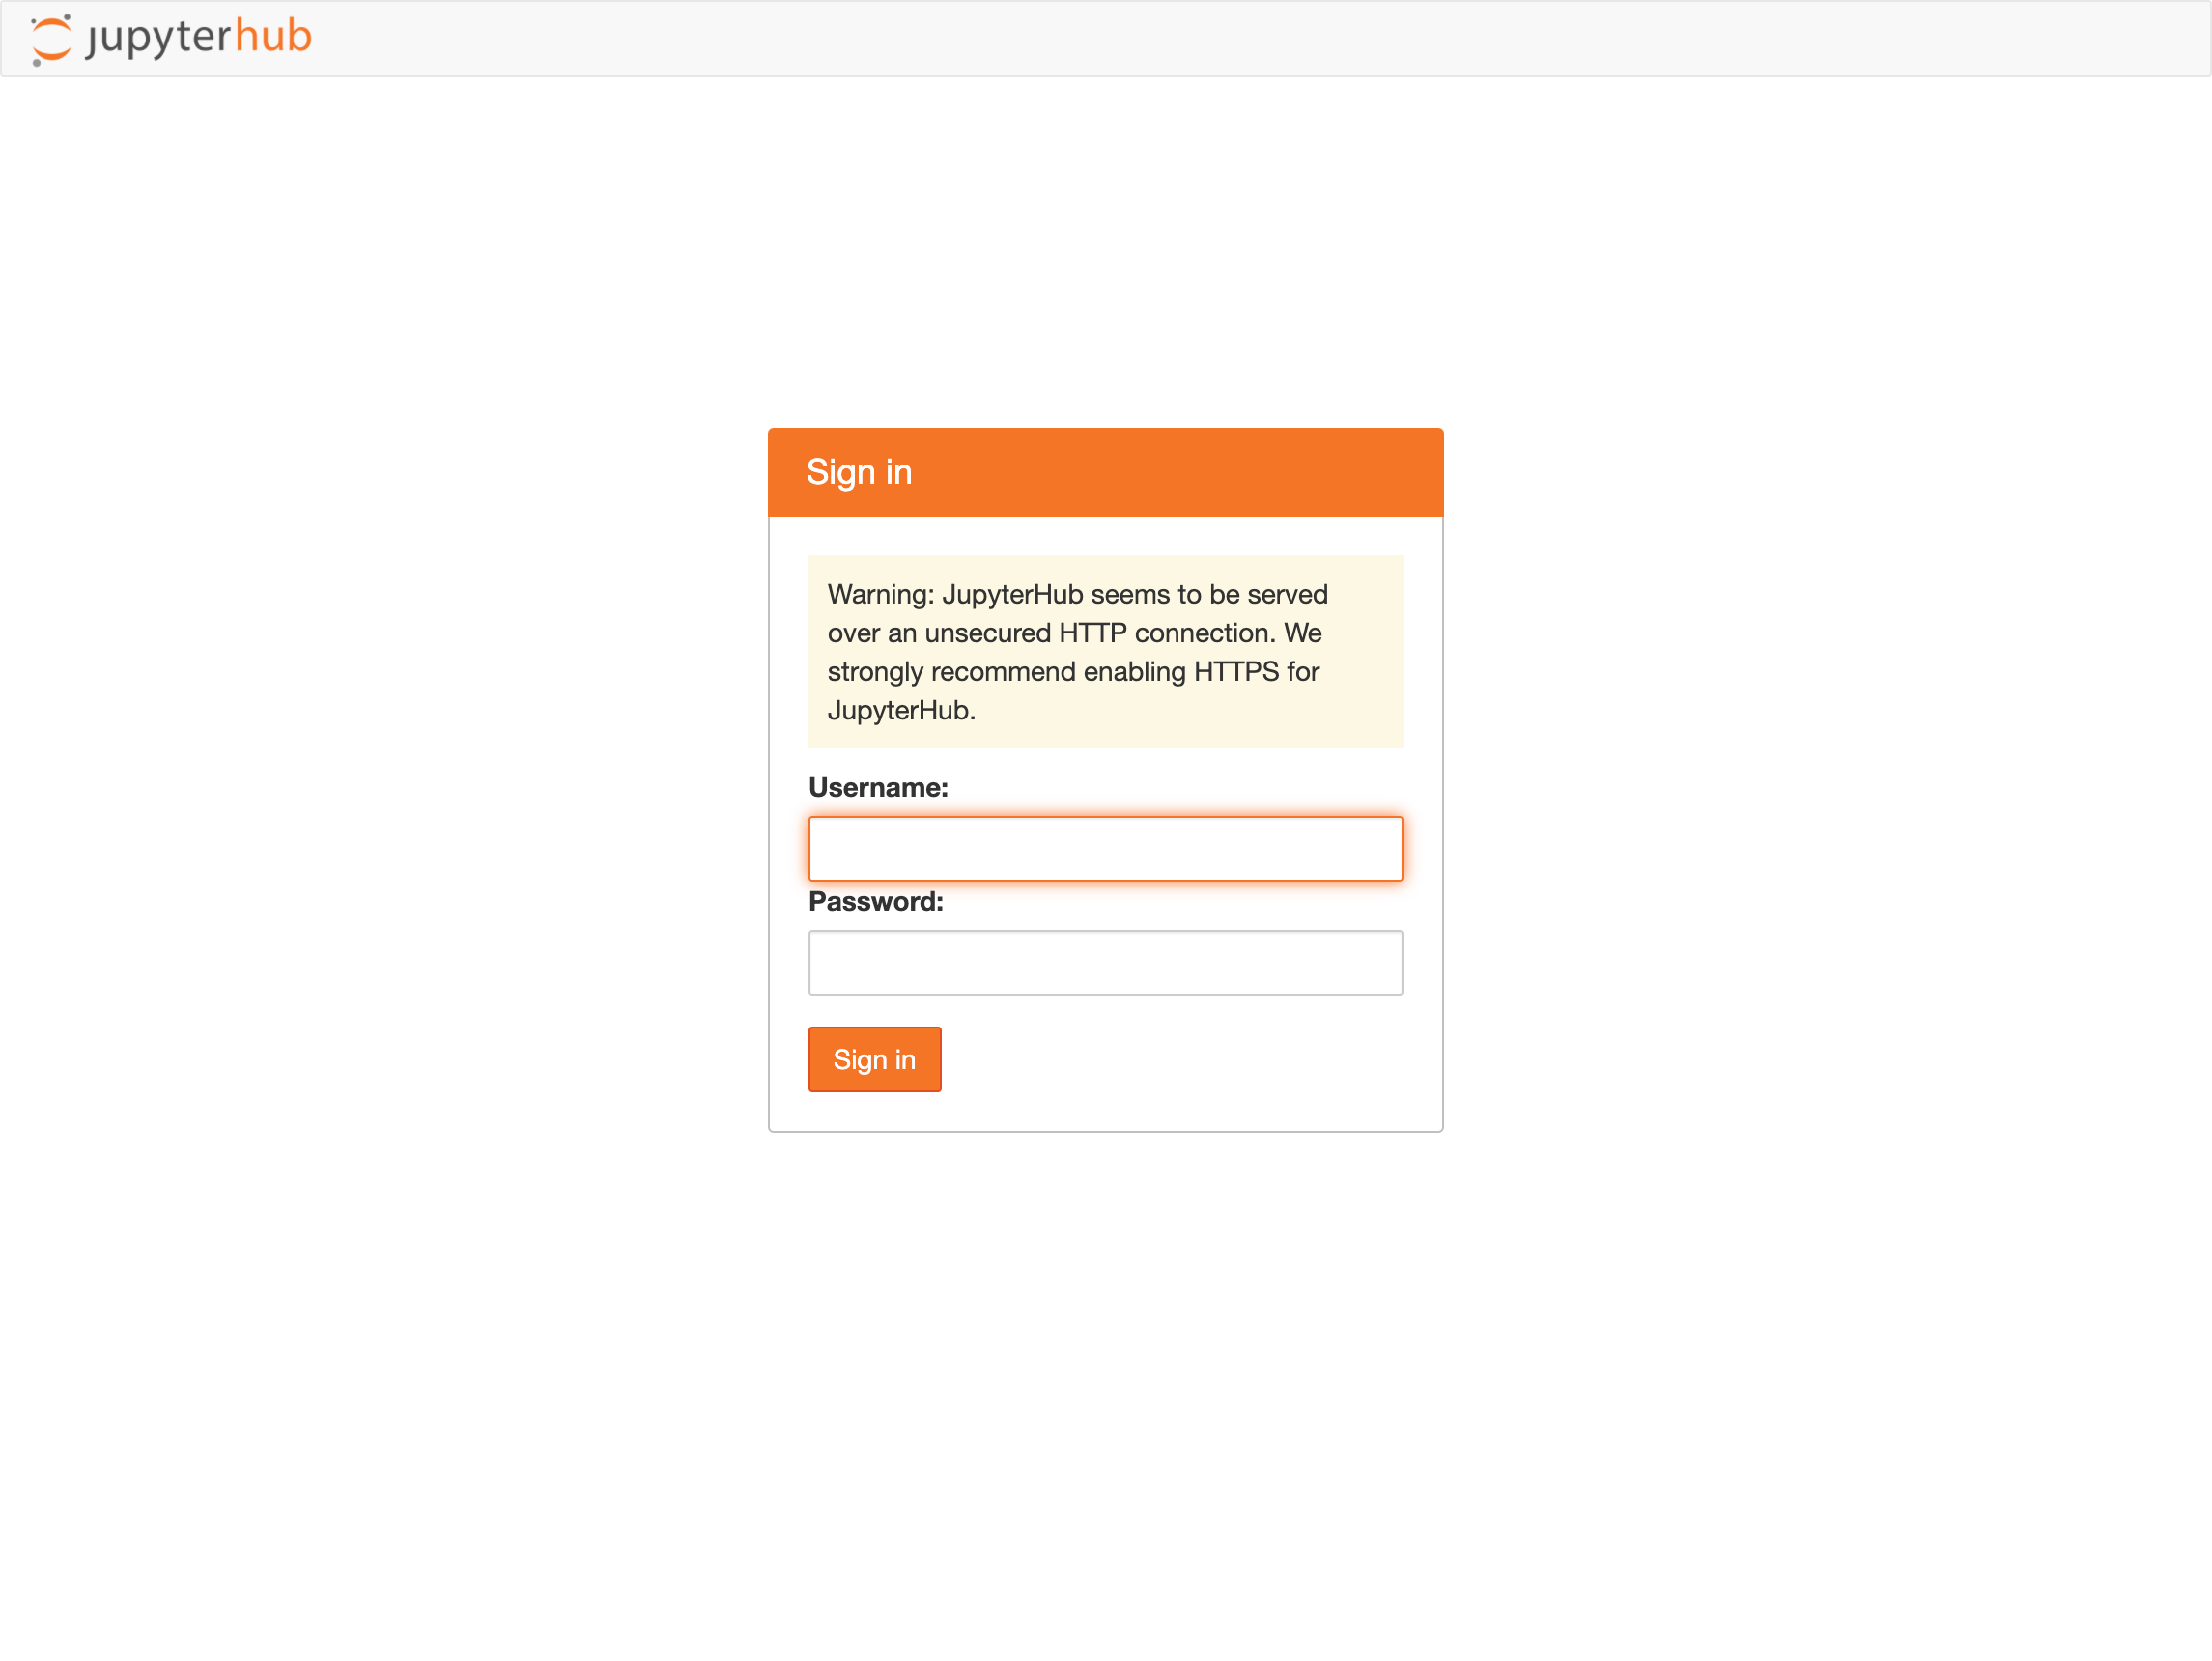 jupyterhub
Sign in
Warning: JupyterHub seems to be served
over an unsecured HTTP connection. We
strongly recommend enabling HTTPS for
JupyterHub.
Username:
Password:
Sign in